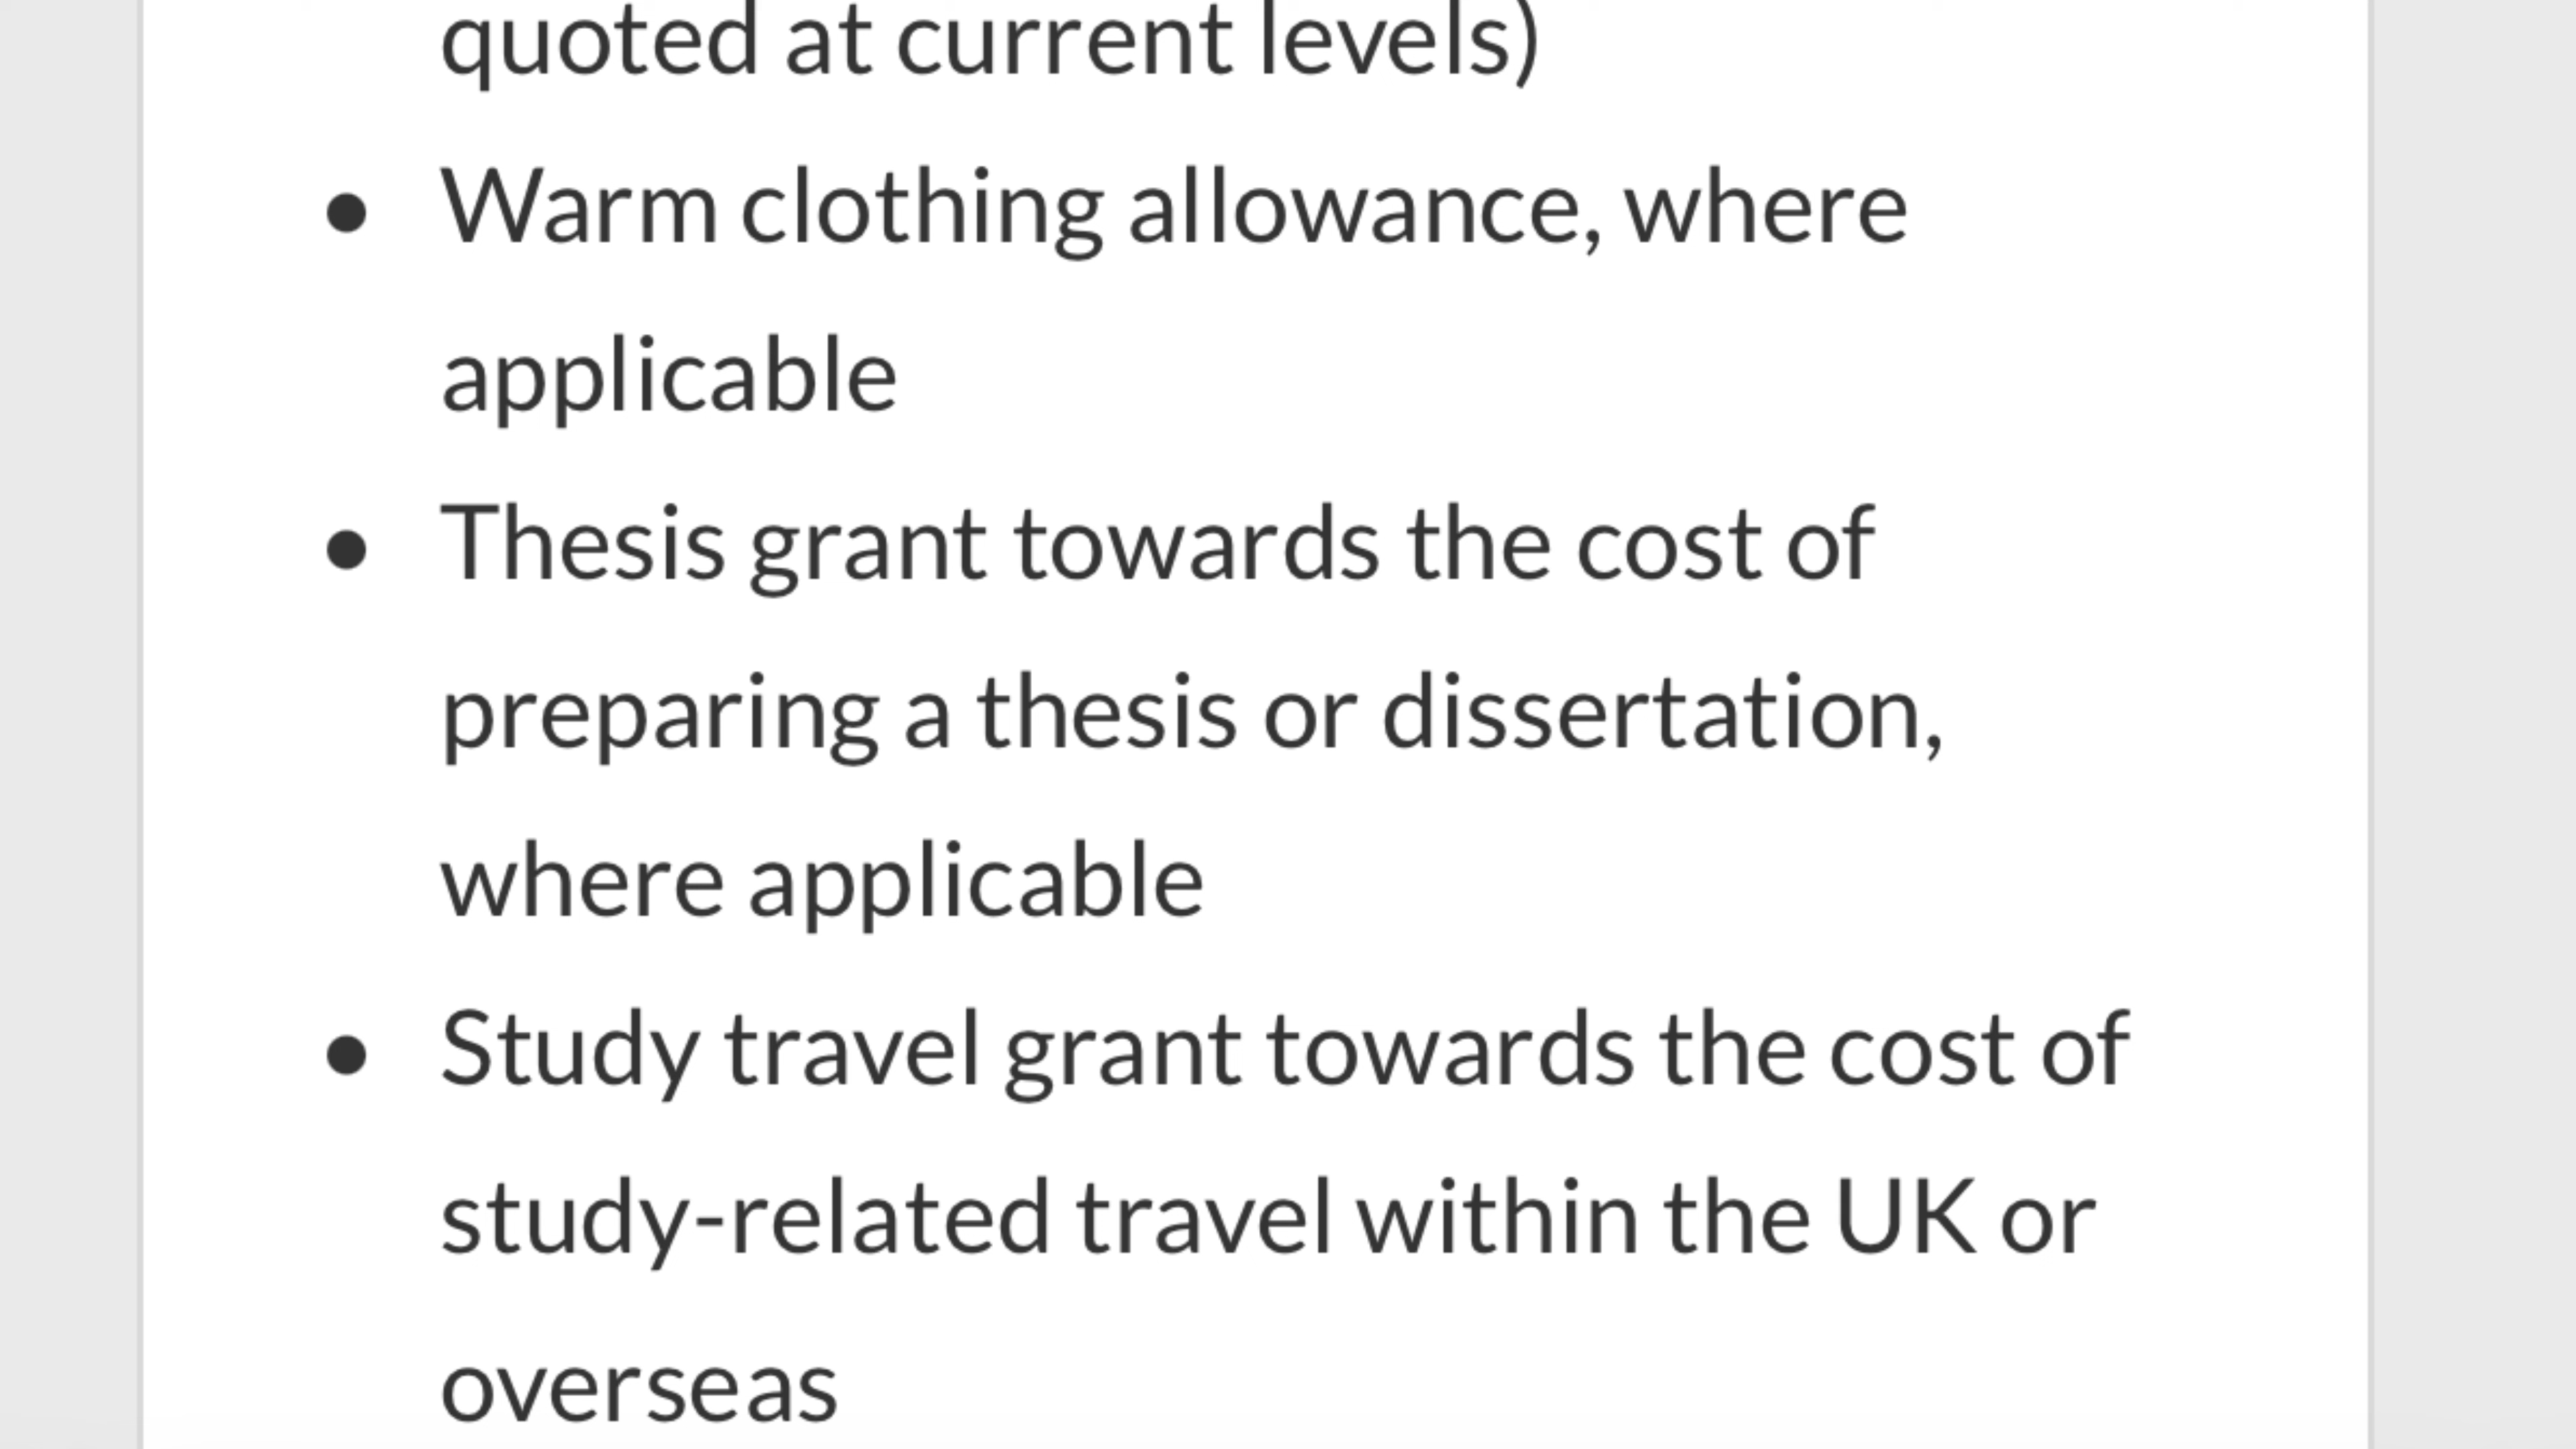 quoted at current levels)
• Warm clothing allowance, where
applicable
• Thesis grant towards the cost of
preparing a thesis or dissertation,
where applicable
• Study travel grant towards the cost of
study-related travel within the UK or
overseas